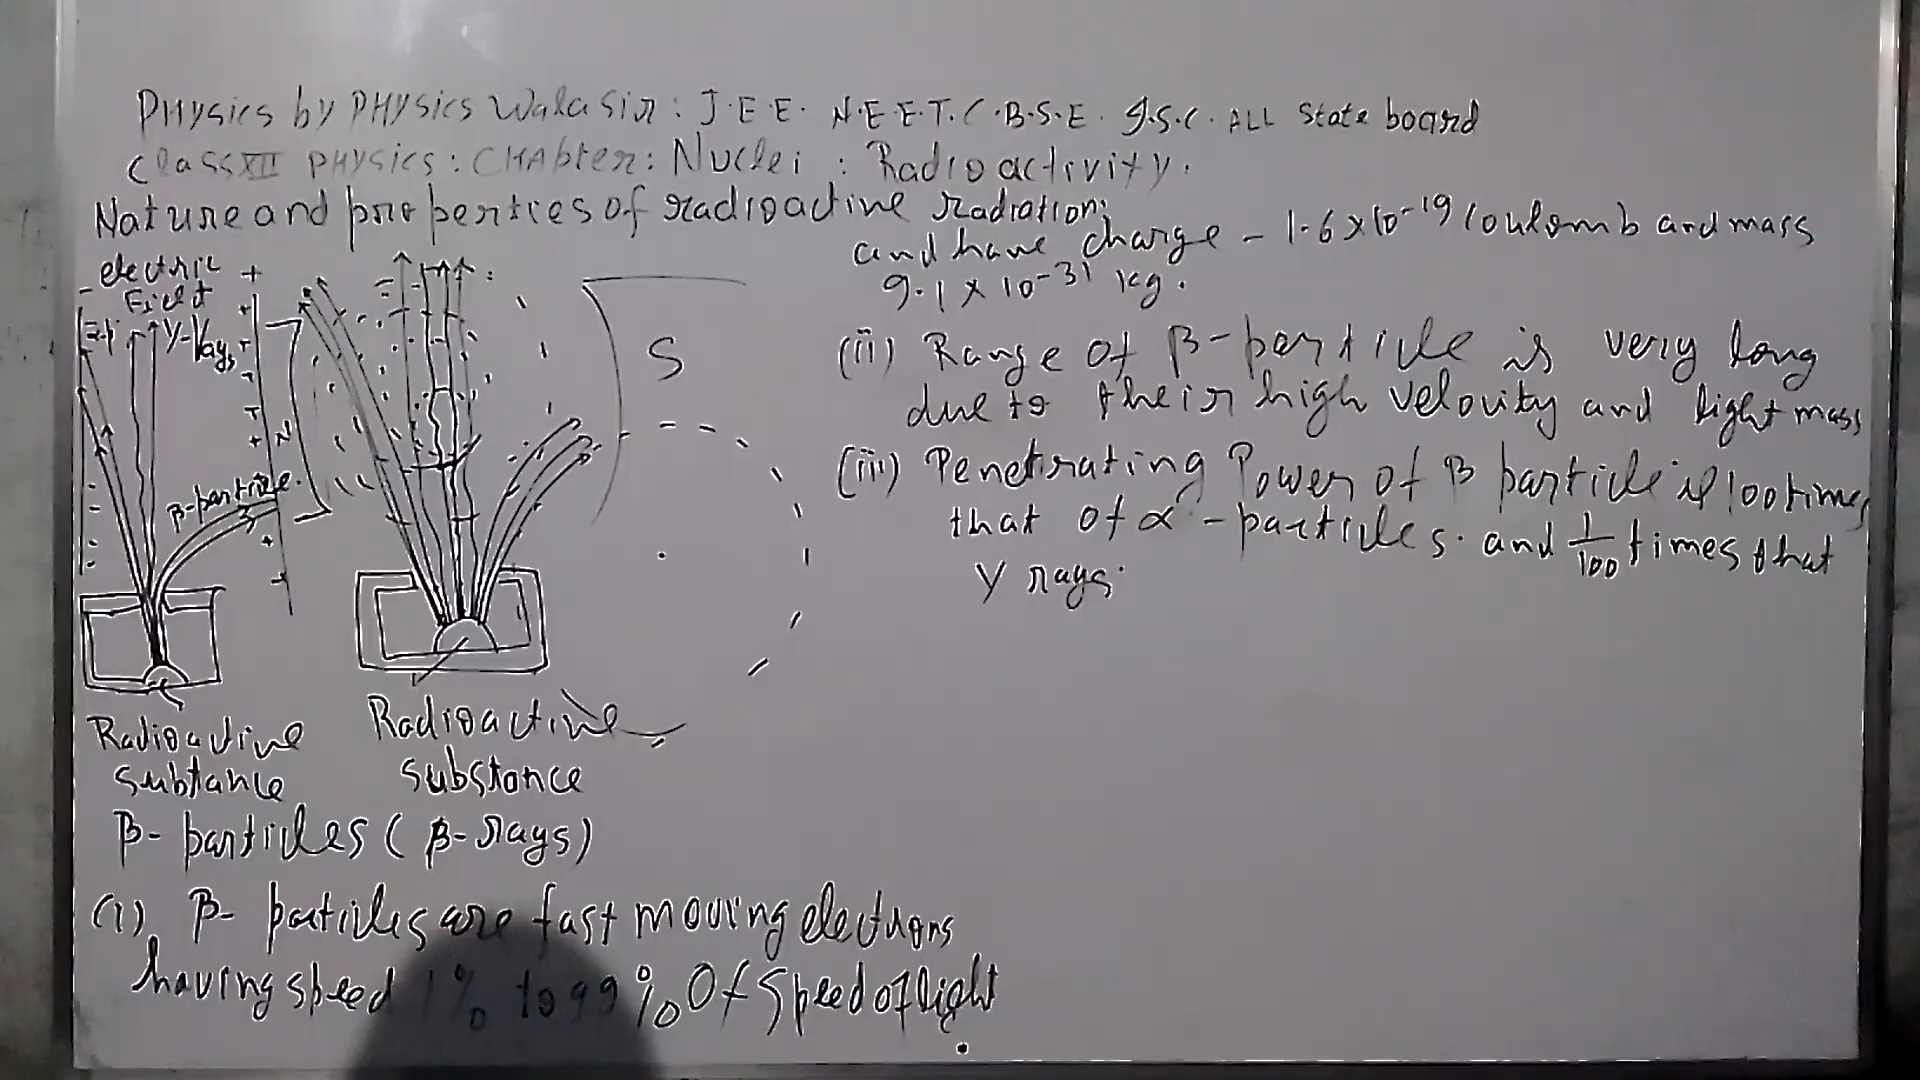 Physics by PHysics Walasir: J.E.E. N.E.E.T. C.B.S.E. I.S.C. ALL State board
Class XII PHYSICS: CHApter: Nuclei : Radioactivity.
Nature and properties of radioactive radiation:
- electric +
Field
γ-rays
β-particle.
N
S
Radioactive
subtance
Radioactive
substance
β- particles (β-rays)
(i) β- particles are fast moving electrons
having speed 1% to 99% Of Speed of light
and have charge - 1.6 x 10-19 Coulomb and mass
9.1 x 10-31 kg.
(ii) Range Of β-particle is very long
due to their high velocity and light mass
(iii) Penetrating Power of β particle is 100 times
that of α-particles. and 1/100 times that
γ rays.